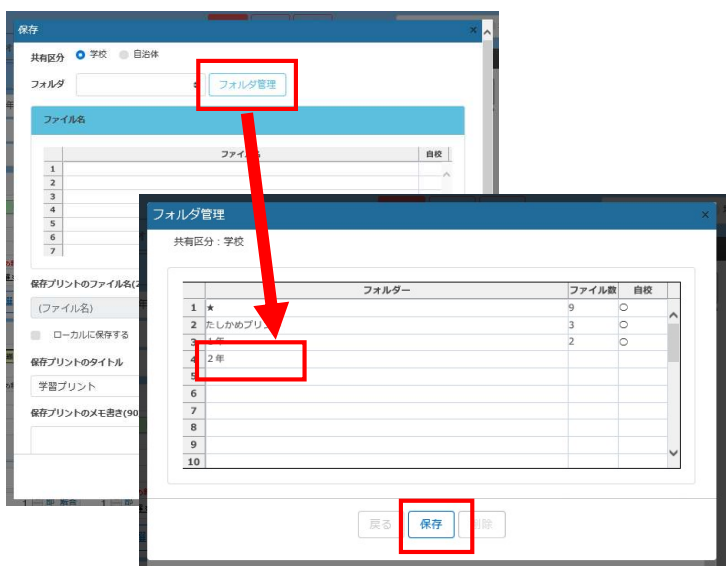 保存 ×
共有区分 学校 自治体
フォルダ フォルダ管理
ファイル名
自校
1
2
3
4
5
6
7
保存プリントのファイル名(
(ファイル名)
ローカルに保存する
保存プリントのタイトル
学習プリント
保存プリントのメモ書き(90
フォルダ管理 ×
共有区分：学校
フォルダー ファイル数 自校
1 ★ 9 ○
2 たしかめプリ 3 ○
3 2 ○
4 2年
5
6
7
8
9
10
戻る 保存 削除